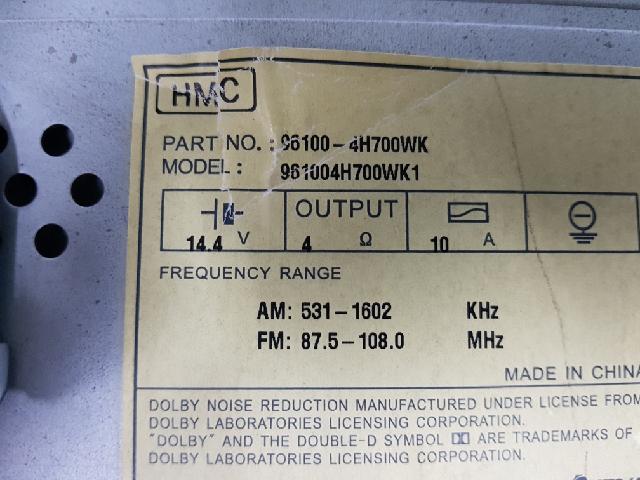 HMC
PART NO. : 96100-4H700WK
MODEL : 961004H700WK1
14.4 V
OUTPUT
4 Ω
10 A
FREQUENCY RANGE
AM: 531-1602 KHz
FM: 87.5-108.0 MHz
MADE IN CHINA
DOLBY NOISE REDUCTION MANUFACTURED UNDER LICENSE FROM
DOLBY LABORATORIES LICENSING CORPORATION.
"DOLBY" AND THE DOUBLE-D SYMBOL ARE TRADEMARKS OF
DOLBY LABORATORIES LICENSING CORPORATION.